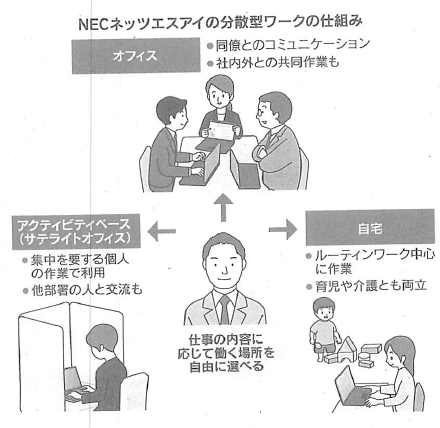 NECネッツエスアイの分散型ワークの仕組み
オフィス
●同僚とのコミュニケーション
●社内外との共同作業も
アクティビティベース
（サテライトオフィス）
●集中を要する個人
の作業で利用
●他部署の人と交流も
自宅
●ルーティンワーク中心
に作業
●育児や介護とも両立
仕事の内容に
応じて働く場所を
自由に選べる